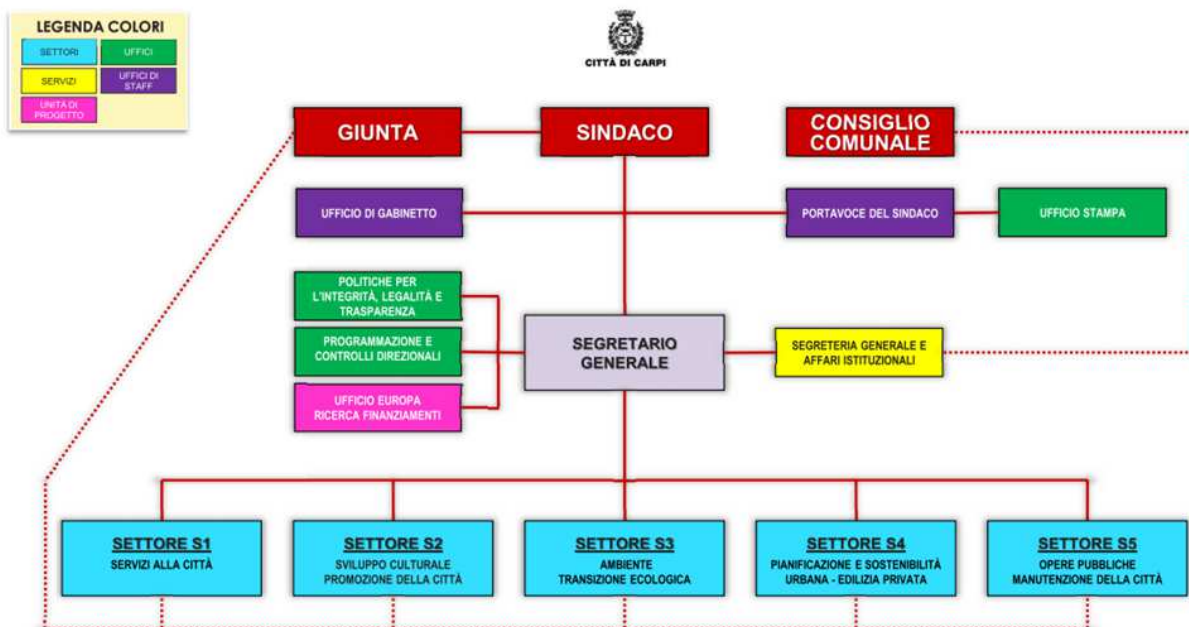 LEGENDA COLORI
SETTORI
UFFICI
SERVIZI
UFFICI DI
STAFF
UNITÀ DI
PROGETTO
CITTÀ DI CARPI
GIUNTA
SINDACO
CONSIGLIO
COMUNALE
UFFICIO DI GABINETTO
PORTAVOCE DEL SINDACO
UFFICIO STAMPA
POLITICHE PER
L'INTEGRITÀ, LEGALITÀ E
TRASPARENZA
PROGRAMMAZIONE E
CONTROLLI DIREZIONALI
UFFICIO EUROPA
RICERCA FINANZIAMENTI
SEGRETARIO
GENERALE
SEGRETERIA GENERALE E
AFFARI ISTITUZIONALI
SETTORE S1
SERVIZI ALLA CITTÀ
SETTORE S2
SVILUPPO CULTURALE
PROMOZIONE DELLA CITTÀ
SETTORE S3
AMBIENTE
TRANSIZIONE ECOLOGICA
SETTORE S4
PIANIFICAZIONE E SOSTENIBILITÀ
URBANA - EDILIZIA PRIVATA
SETTORE S5
OPERE PUBBLICHE
MANUTENZIONE DELLA CITTÀ